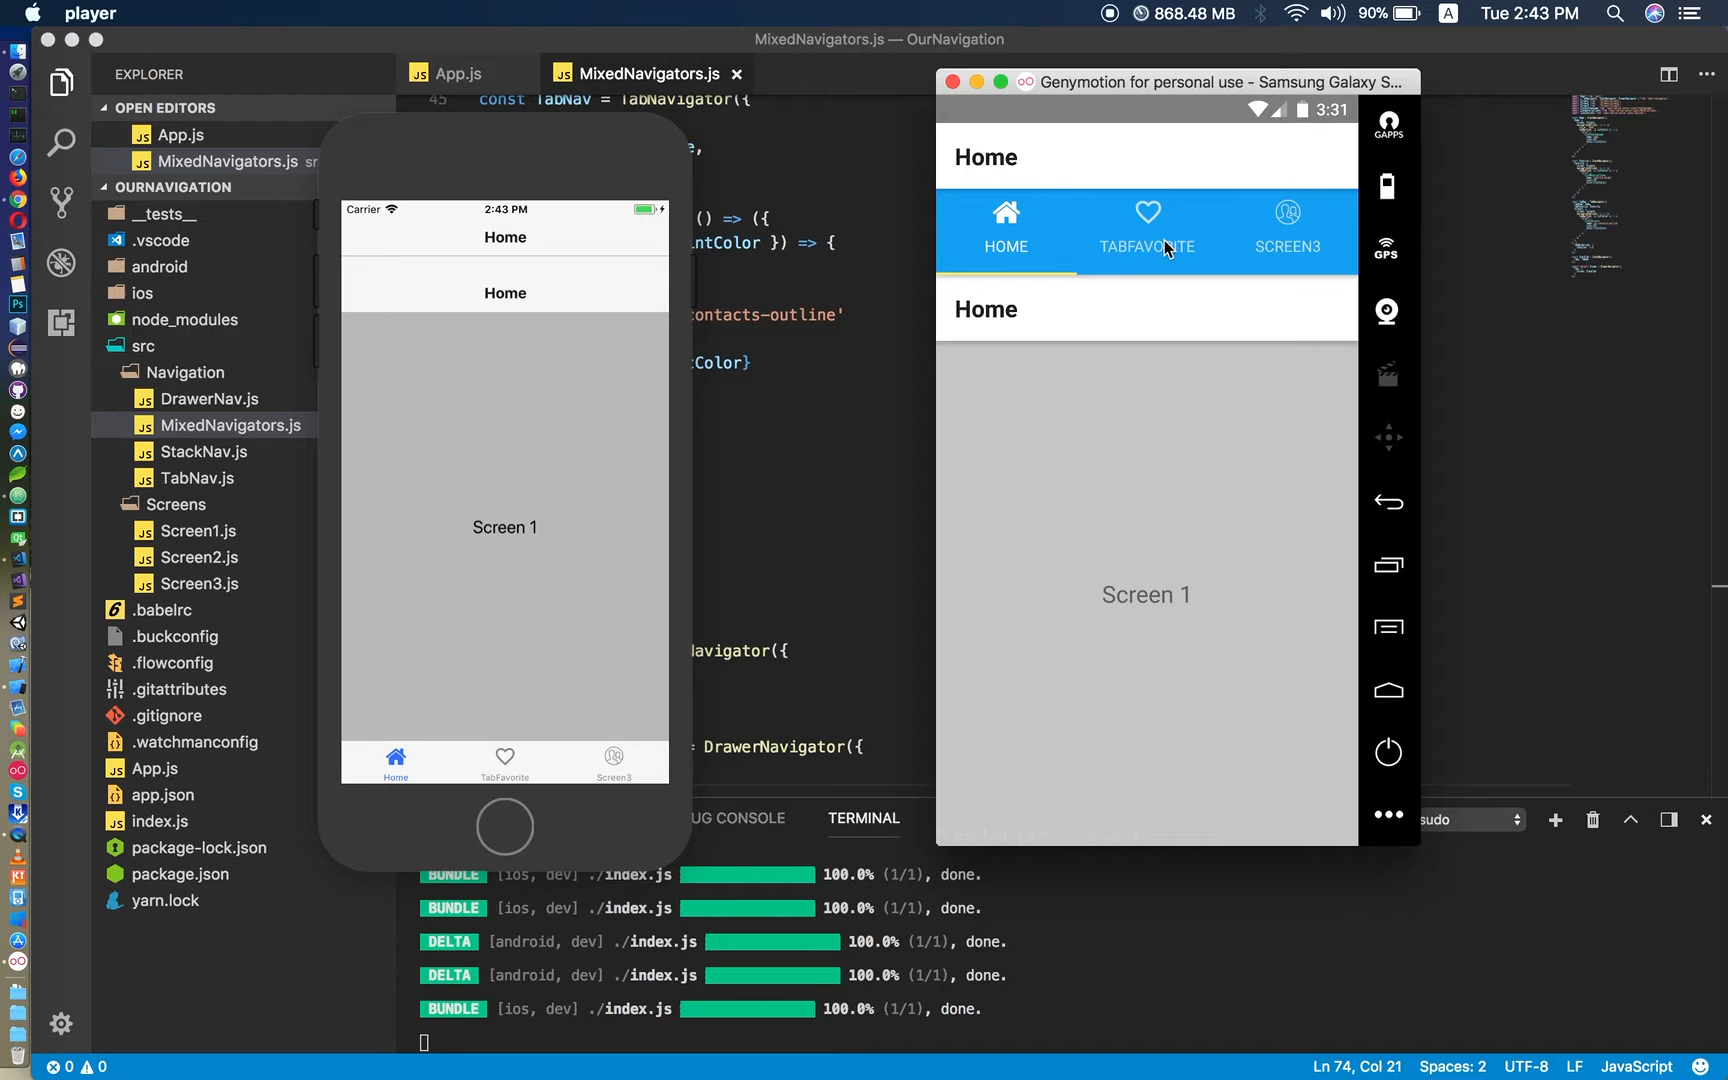 player
868.48 MB
90%
A
Tue 2:43 PM
MixedNavigators.js — OurNavigation
EXPLORER
OPEN EDITORS
JS App.js
JS MixedNavigators.js
OURNAVIGATION
__tests__
.vscode
android
ios
node_modules
src
Navigation
JS DrawerNav.js
JS MixedNavigators.js
JS StackNav.js
JS TabNav.js
Screens
JS Screen1.js
JS Screen2.js
JS Screen3.js
.babelrc
.buckconfig
.flowconfig
.gitattributes
.gitignore
.watchmanconfig
JS App.js
app.json
JS index.js
package-lock.json
package.json
yarn.lock
JS App.js
JS MixedNavigators.js
45 const TabNav = TabNavigator({
() => ({
ntColor }) => {
ontacts-outline'
tColor}
Navigator({
= DrawerNavigator({
Carrier
2:43 PM
Home
Home
Screen 1
Home
TabFavorite
Screen3
Genymotion for personal use - Samsung Galaxy S...
3:31
Home
HOME
TABFAVORITE
SCREEN3
Home
Screen 1
GAPPS
GPS
UG CONSOLE
TERMINAL
sudo
BUNDLE [ios, dev] ./index.js 100.0% (1/1), done.
BUNDLE [ios, dev] ./index.js 100.0% (1/1), done.
DELTA [android, dev] ./index.js 100.0% (1/1), done.
DELTA [android, dev] ./index.js 100.0% (1/1), done.
BUNDLE [ios, dev] ./index.js 100.0% (1/1), done.
0
0
Ln 74, Col 21
Spaces: 2
UTF-8
LF
JavaScript